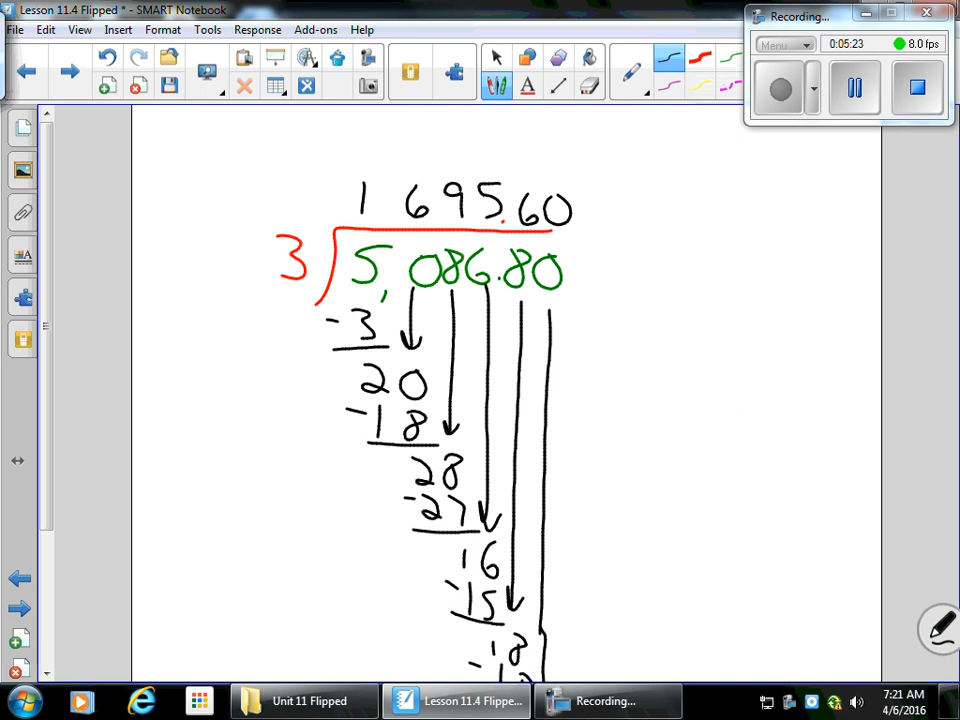 Lesson 11.4 Flipped * - SMART Notebook
File Edit View Insert Format Tools Response Add-ons Help
Recording...
Menu 0:05:23 8.0 fps
1 695.60
3 5,086.80
-3
20
-18
28
-27
16
-15
18
Unit 11 Flipped
Lesson 11.4 Flippe...
Recording...
7:21 AM
4/6/2016